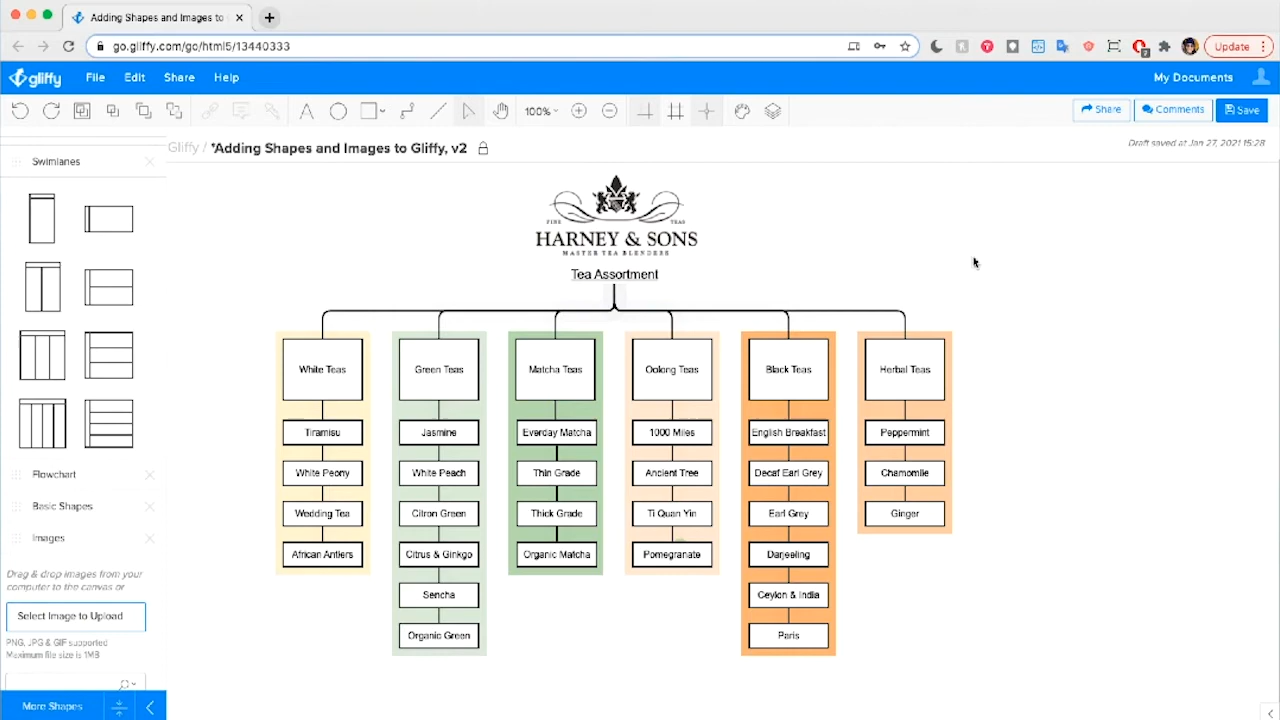 Adding Shapes and Images to
go.gliffy.com/go/html5/13440333
Update
gliffy File Edit Share Help My Documents
100%
Share Comments Save
Gliffy / *Adding Shapes and Images to Gliffy, v2
Draft saved at Jan 27, 2021 15:28
Swimlanes
Flowchart
Basic Shapes
Images
Drag & drop images from your
computer to the canvas or
Select Image to Upload
PNG, JPG & GIF supported
Maximum file size is 1MB
More Shapes
FINE TEAS
HARNEY & SONS
MASTER TEA BLENDERS
Tea Assortment
White Teas
Tiramisu
White Peony
Wedding Tea
African Antlers
Green Teas
Jasmine
White Peach
Citron Green
Citrus & Ginkgo
Sencha
Organic Green
Matcha Teas
Everday Matcha
Thin Grade
Thick Grade
Organic Matcha
Oolong Teas
1000 Miles
Ancient Tree
Ti Quan Yin
Pomegranate
Black Teas
English Breakfast
Decaf Earl Grey
Earl Grey
Darjeeling
Ceylon & India
Paris
Herbal Teas
Peppermint
Chamomile
Ginger